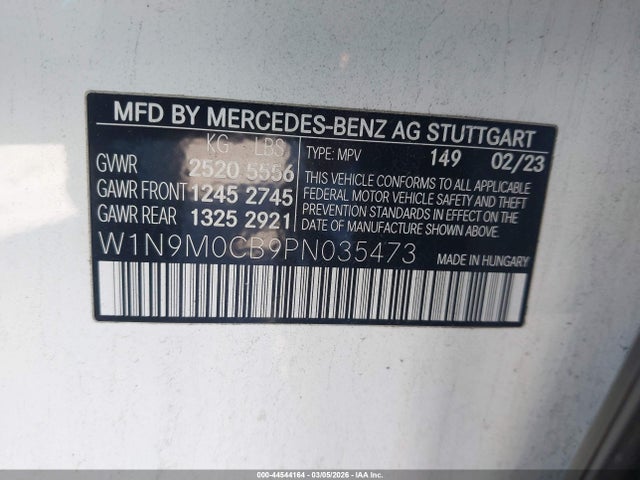 MFD BY MERCEDES-BENZ AG STUTTGART
KG LBS
GVWR 2520 5556
GAWR FRONT 1245 2745
GAWR REAR 1325 2921
TYPE: MPV 149 02/23
THIS VEHICLE CONFORMS TO ALL APPLICABLE
FEDERAL MOTOR VEHICLE SAFETY AND THEFT
PREVENTION STANDARDS IN EFFECT ON THE
DATE OF MANUFACTURE SHOWN ABOVE.
W1N9M0CB9PN035473
MADE IN HUNGARY
000-44544164 | 03/05/2026 | IAA Inc.